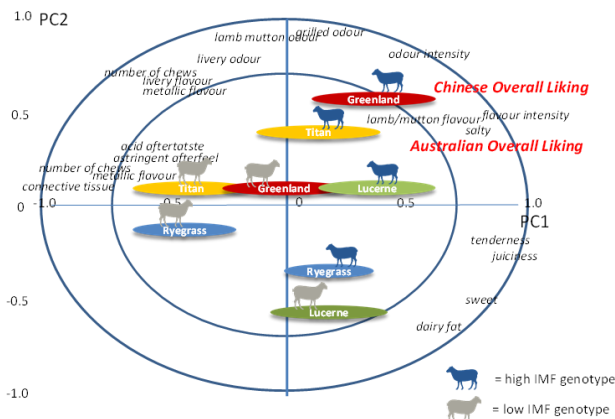 1.0
PC2
lamb mutton odour
grilled odour
livery odour
odour intensity
number of chews
livery flavour
metallic flavour
Greenland
Chinese Overall Liking
0.5
Titan
lamb/mutton flavour
flavour intensity
salty
Australian Overall Liking
acid aftertotste
astringent afterfeel
number of chews
metallic flavour
connective tissue
Titan
Greenland
Lucerne
0
-1.0
-0.5
0
0.5
1.0
PC1
Ryegrass
tenderness
juiciness
Ryegrass
-0.5
Lucerne
sweet
dairy fat
-1.0
= high IMF genotype
= low IMF genotype